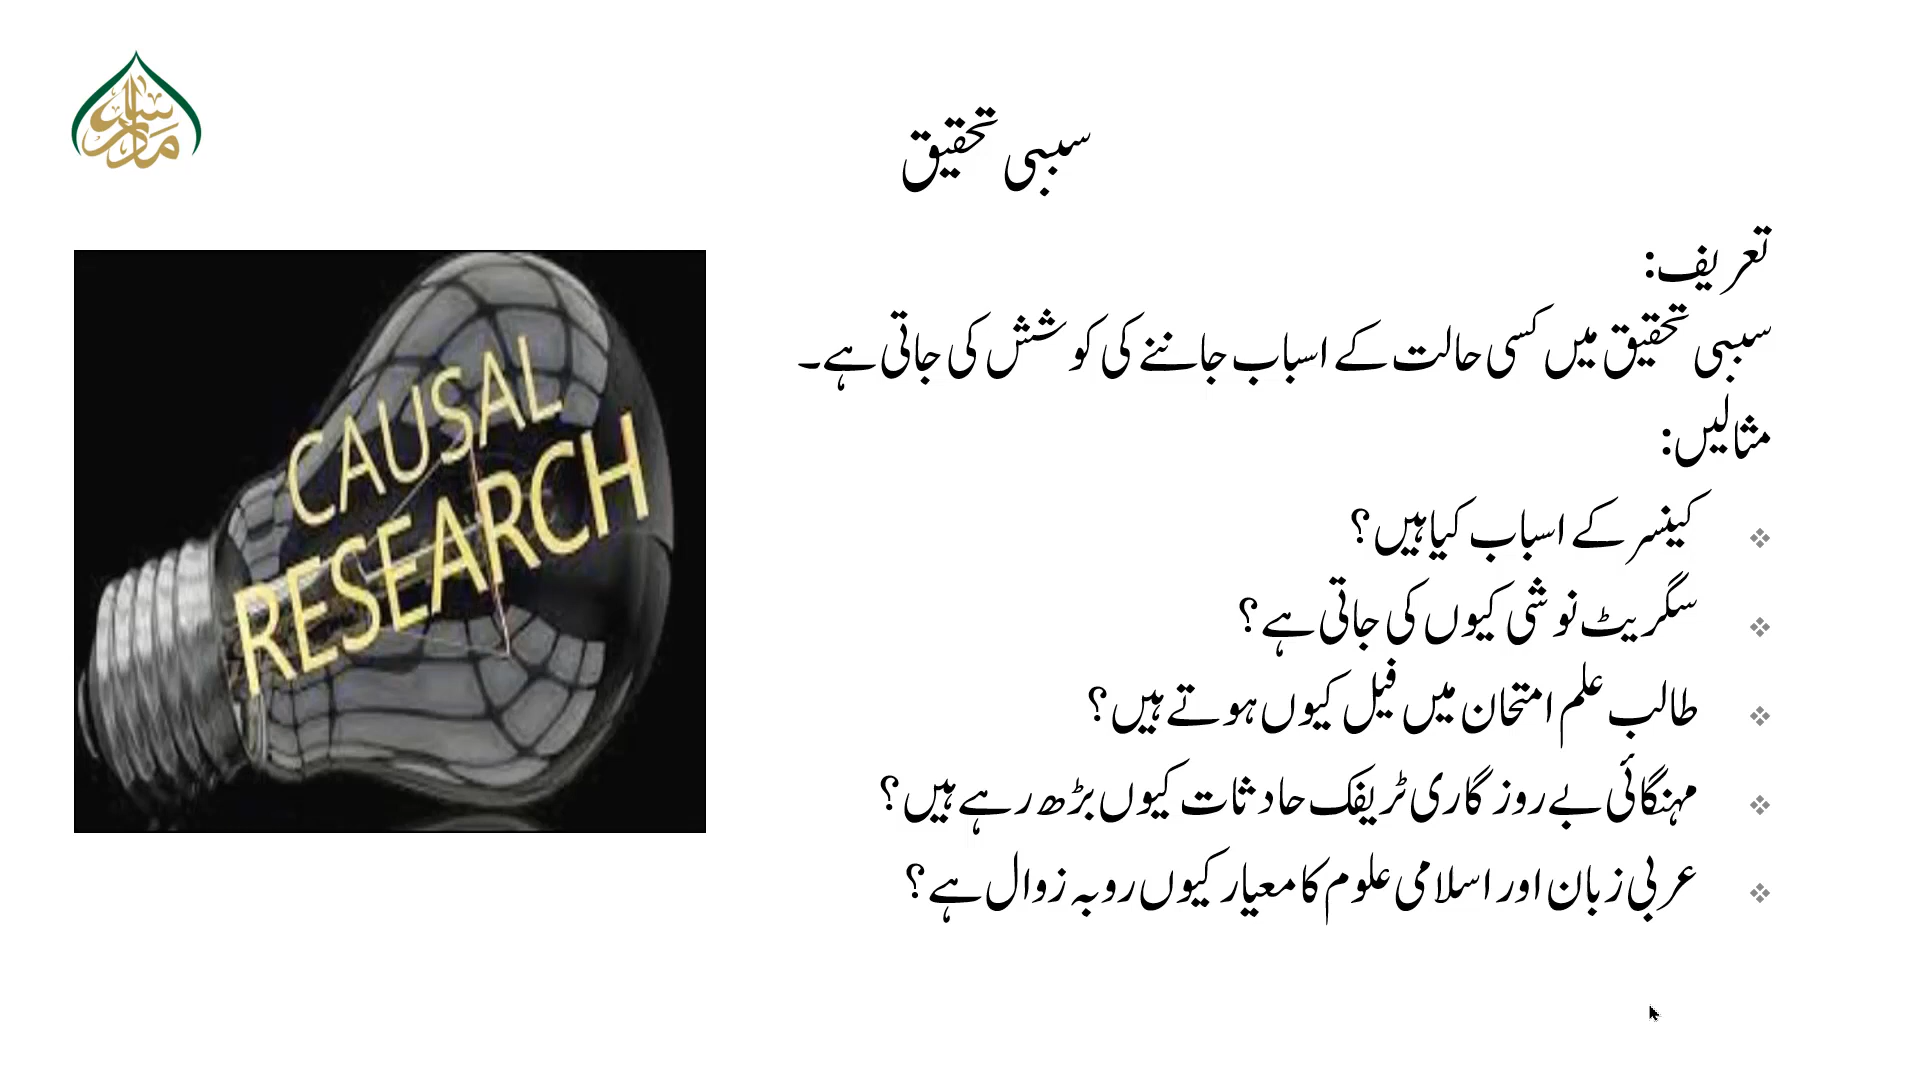 سببی تحقیق
تعریف:
سببی تحقیق میں کسی حالت کے اسباب جاننے کی کوشش کی جاتی ہے۔
مثالیں:
کینسر کے اسباب کیا ہیں؟
سگریٹ نوشی کیوں کی جاتی ہے؟
طالب علم امتحان میں فیل کیوں ہوتے ہیں؟
مہنگائی بے روزگاری ٹریفک حادثات کیوں بڑھ رہے ہیں؟
عربی زبان اور اسلامی علوم کا معیار کیوں روبہ زوال ہے؟
CAUSAL
RESEARCH